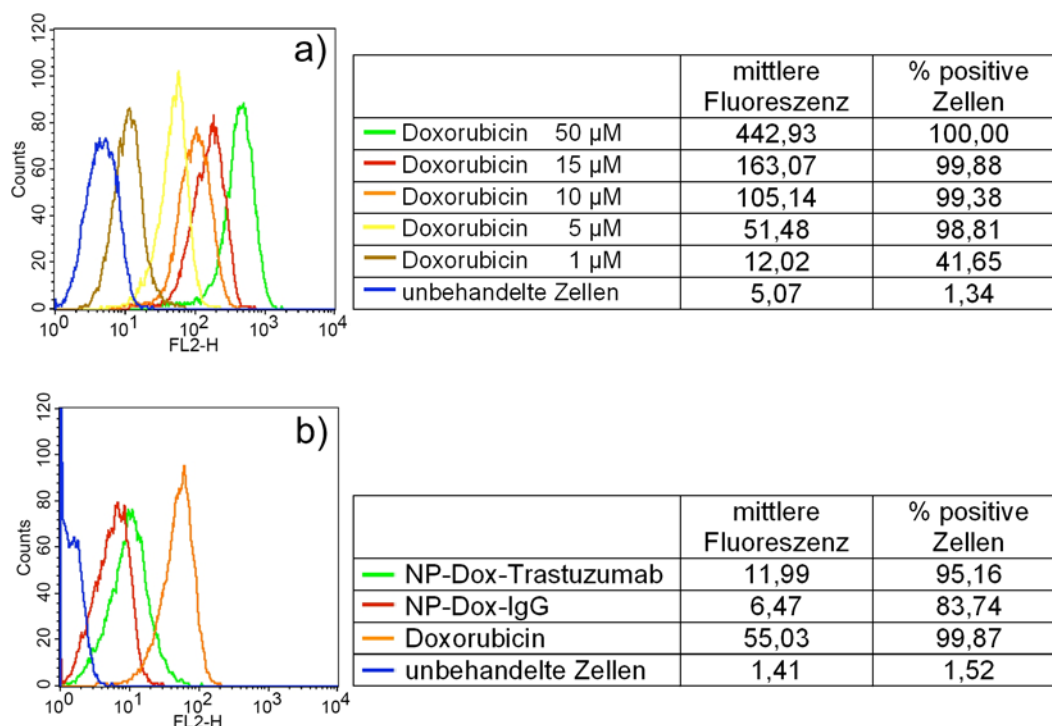 a)
120
100
80
60
40
20
0
Counts
10^0 10^1 10^2 10^3 10^4
FL2-H
mittlere Fluoreszenz % positive Zellen
Doxorubicin 50 µM 442,93 100,00
Doxorubicin 15 µM 163,07 99,88
Doxorubicin 10 µM 105,14 99,38
Doxorubicin 5 µM 51,48 98,81
Doxorubicin 1 µM 12,02 41,65
unbehandelte Zellen 5,07 1,34
b)
120
100
80
60
40
20
0
Counts
10^0 10^1 10^2 10^3 10^4
FL2-H
mittlere Fluoreszenz % positive Zellen
NP-Dox-Trastuzumab 11,99 95,16
NP-Dox-IgG 6,47 83,74
Doxorubicin 55,03 99,87
unbehandelte Zellen 1,41 1,52